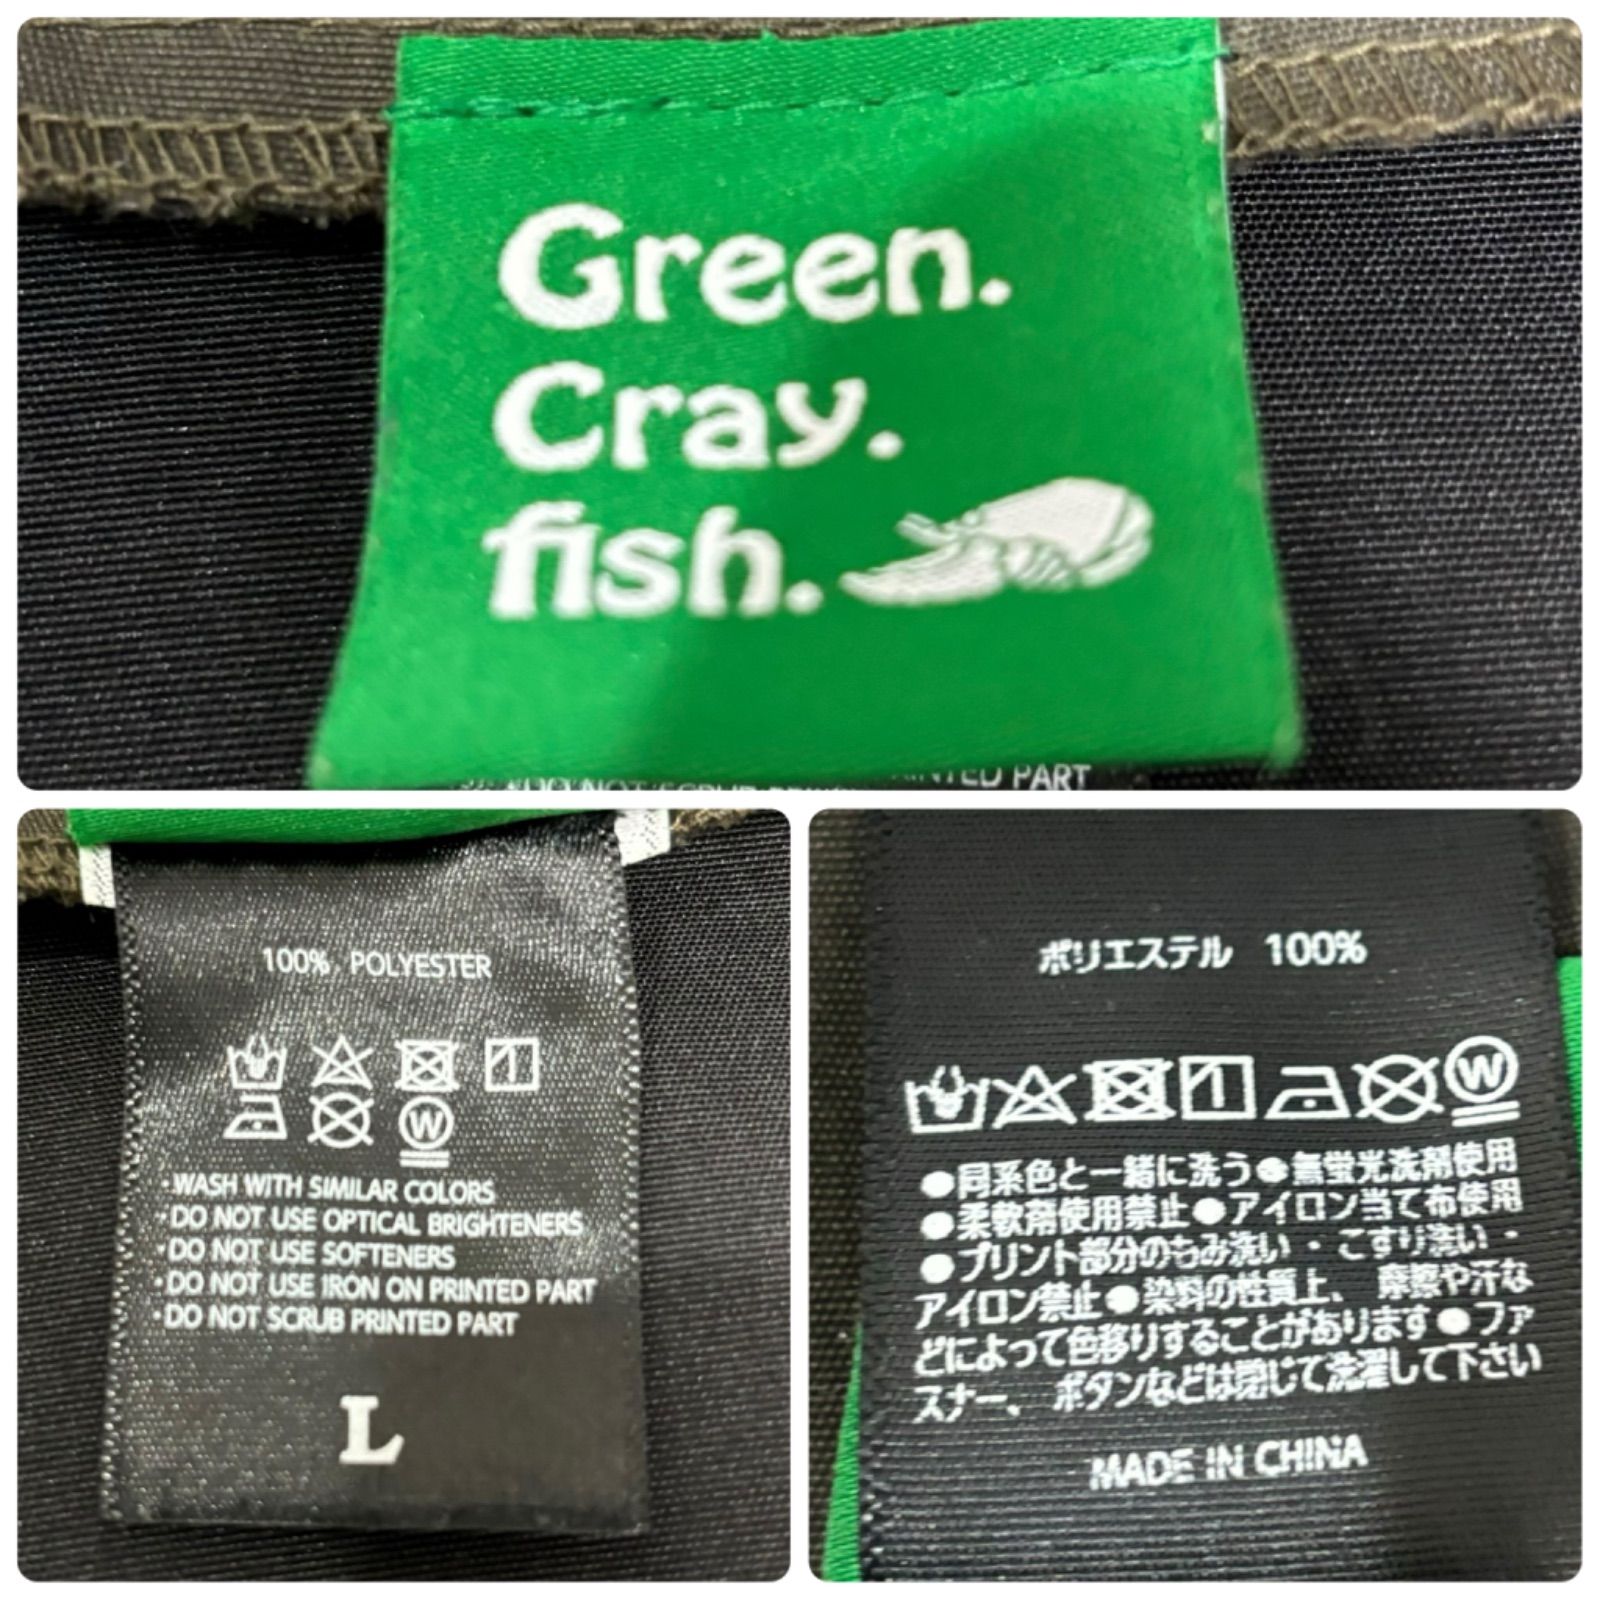 Green.
Cray.
fish.
PRINTED PART
100% POLYESTER
W
・WASH WITH SIMILAR COLORS
・DO NOT USE OPTICAL BRIGHTENERS
・DO NOT USE SOFTENERS
・DO NOT USE IRON ON PRINTED PART
・DO NOT SCRUB PRINTED PART
L
ポリエステル 100%
W
●同系色と一緒に洗う●無蛍光洗剤使用
●柔軟剤使用禁止●アイロン当て布使用
●プリント部分のもみ洗い・こすり洗い・
アイロン禁止●染料の性質上、摩擦や汗な
どによって色移りすることがあります●ファ
スナー、ボタンなどは閉じて洗濯して下さい
MADE IN CHINA